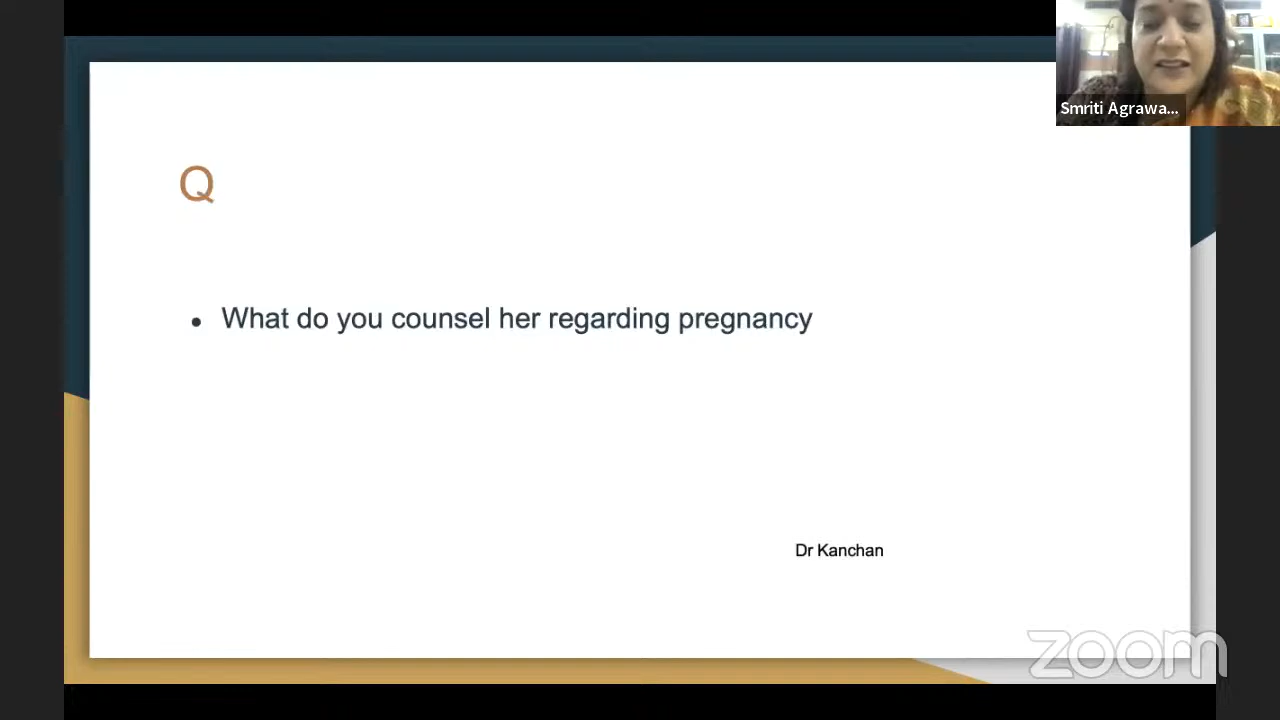 Smriti Agrawa...
Q
• What do you counsel her regarding pregnancy
Dr Kanchan
zoom